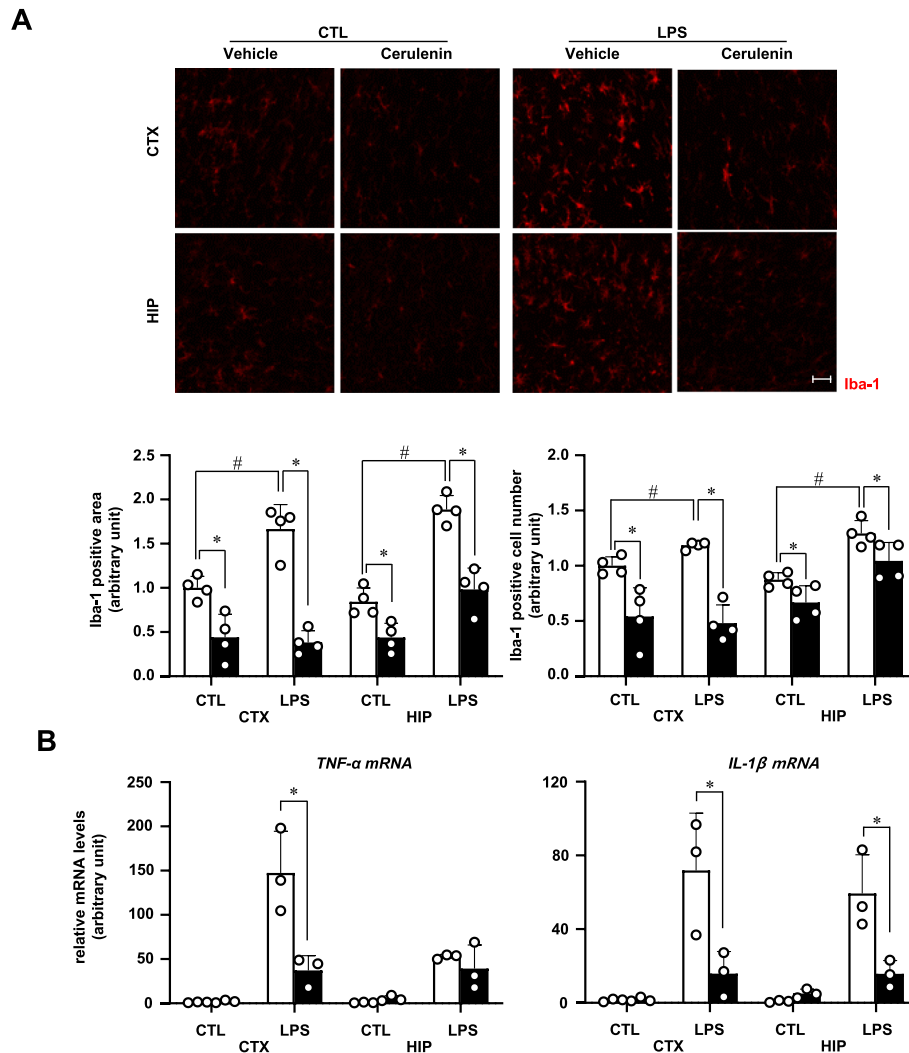 A
CTL
LPS
Vehicle
Cerulenin
Vehicle
Cerulenin
CTX
HIP
Iba-1
Iba-1 positive area
(arbitrary unit)
2.5
2.0
1.5
1.0
0.5
0.0
#
*
#
*
*
*
CTL
LPS
CTL
LPS
CTX
HIP
Iba-1 positive cell number
(arbitrary unit)
2.0
1.5
1.0
0.5
0.0
#
*
#
*
*
*
CTL
LPS
CTL
LPS
CTX
HIP
B
TNF-α mRNA
relative mRNA levels
(arbitrary unit)
250
200
150
100
50
0
*
CTL
LPS
CTL
LPS
CTX
HIP
IL-1β mRNA
120
80
40
0
*
*
CTL
LPS
CTL
LPS
CTX
HIP